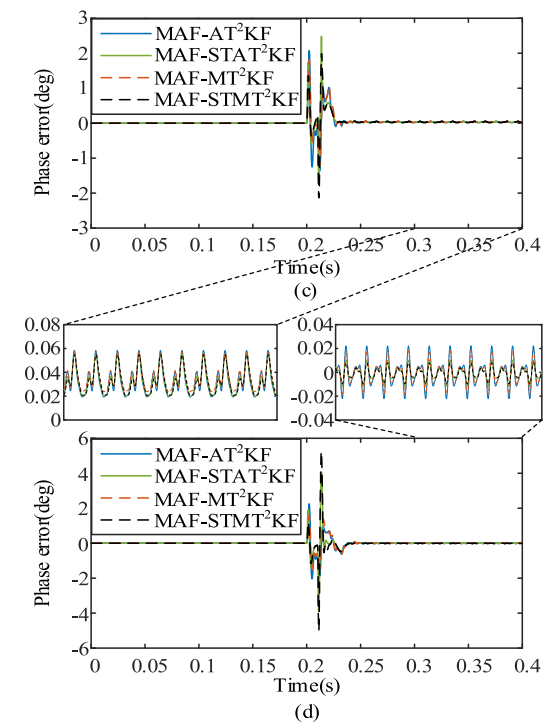 3
2
1
0
-1
-2
-3
Phase error(deg)
MAF-AT²KF
MAF-STAT²KF
MAF-MT²KF
MAF-STMT²KF
0 0.05 0.1 0.15 0.2 0.25 0.3 0.35 0.4
Time(s)
(c)
0.08
0.06
0.04
0.02
0
0.04
0.02
0
-0.02
-0.04
6
4
2
0
-2
-4
-6
Phase error(deg)
MAF-AT²KF
MAF-STAT²KF
MAF-MT²KF
MAF-STMT²KF
0 0.05 0.1 0.15 0.2 0.25 0.3 0.35 0.4
Time(s)
(d)